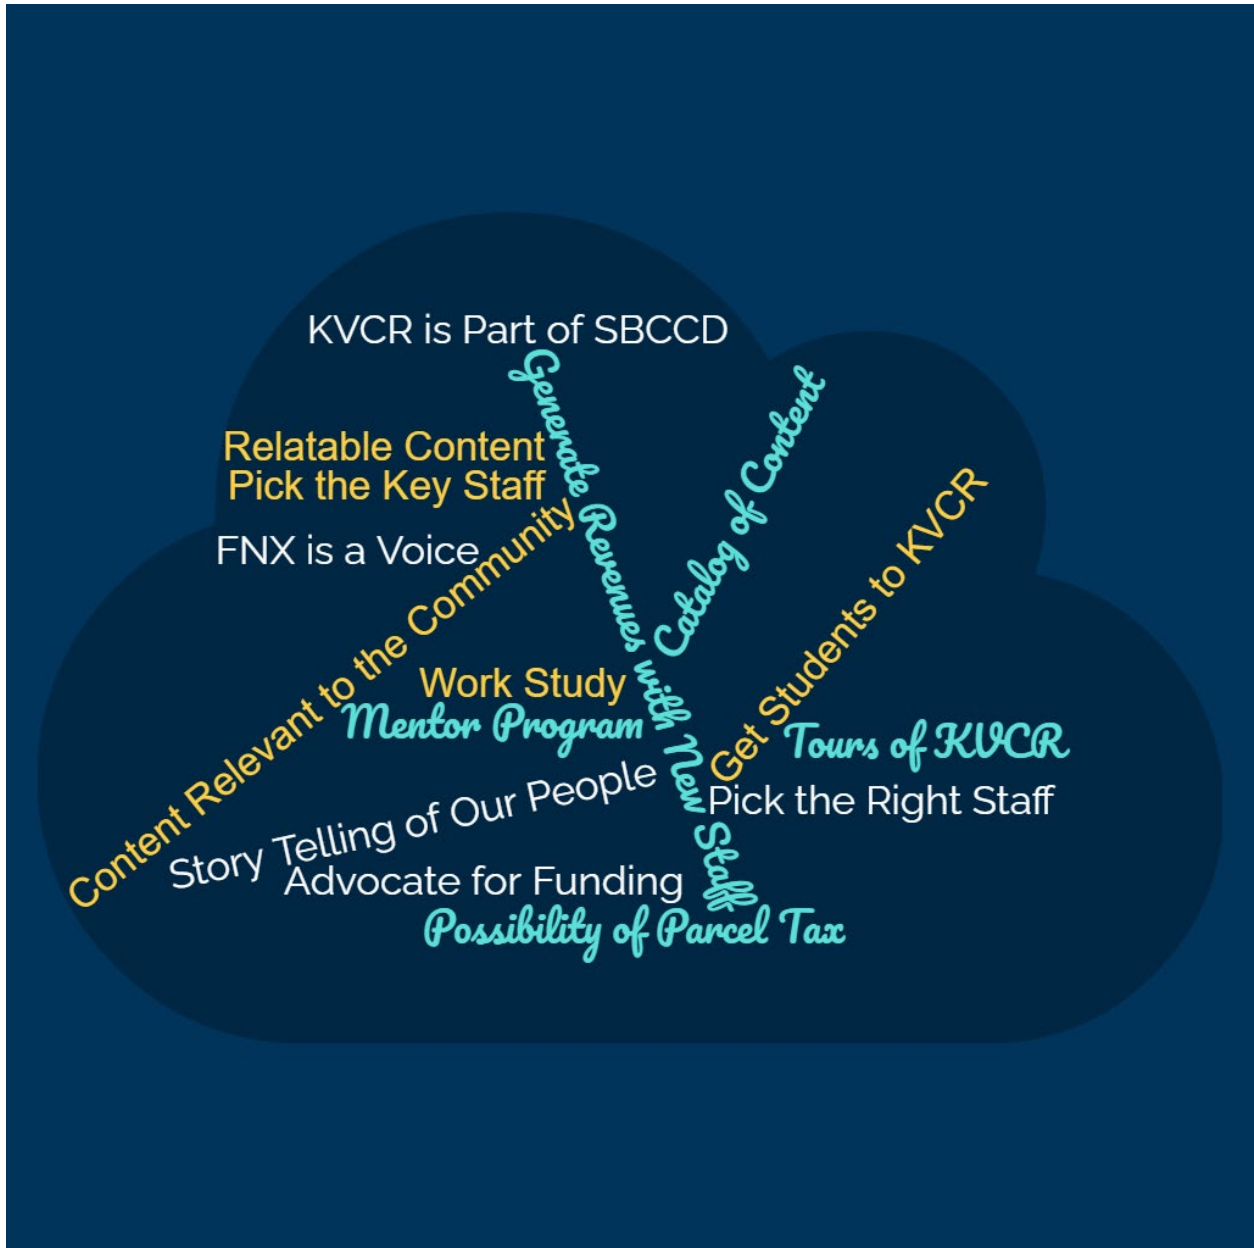 KVCR is Part of SBCCD
Generate Revenues with New Staff
Catalog of Content
Relatable Content
Pick the Key Staff
Get Students to KVCR
Content Relevant to the Community
FNX is a Voice
Work Study
Mentor Program
Tours of KVCR
Story Telling of Our People
Pick the Right Staff
Advocate for Funding
Possibility of Parcel Tax